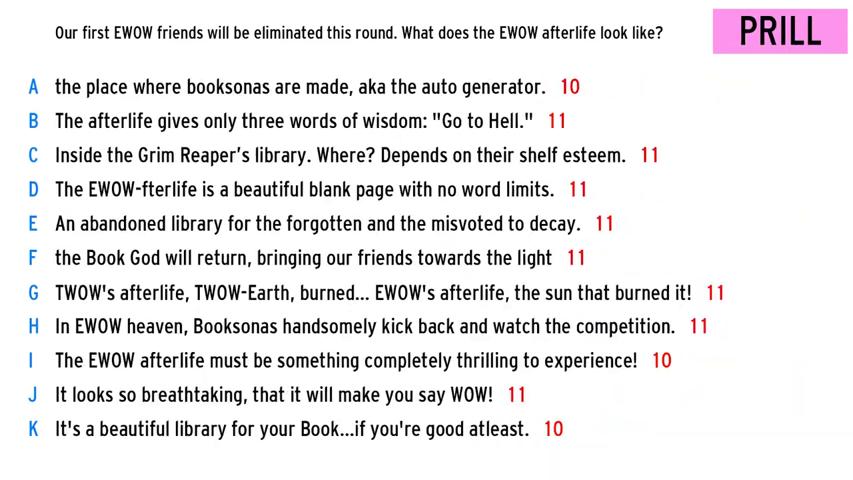 Our first EWOW friends will be eliminated this round. What does the EWOW afterlife look like?
PRILL
A the place where booksonas are made, aka the auto generator. 10
B The afterlife gives only three words of wisdom: "Go to Hell." 11
C Inside the Grim Reaper's library. Where? Depends on their shelf esteem. 11
D The EWOW-fterlife is a beautiful blank page with no word limits. 11
E An abandoned library for the forgotten and the misvoted to decay. 11
F the Book God will return, bringing our friends towards the light 11
G TWOW's afterlife, TWOW-Earth, burned... EWOW's afterlife, the sun that burned it! 11
H In EWOW heaven, Booksonas handsomely kick back and watch the competition. 11
I The EWOW afterlife must be something completely thrilling to experience! 10
J It looks so breathtaking, that it will make you say WOW! 11
K It's a beautiful library for your Book...if you're good atleast. 10